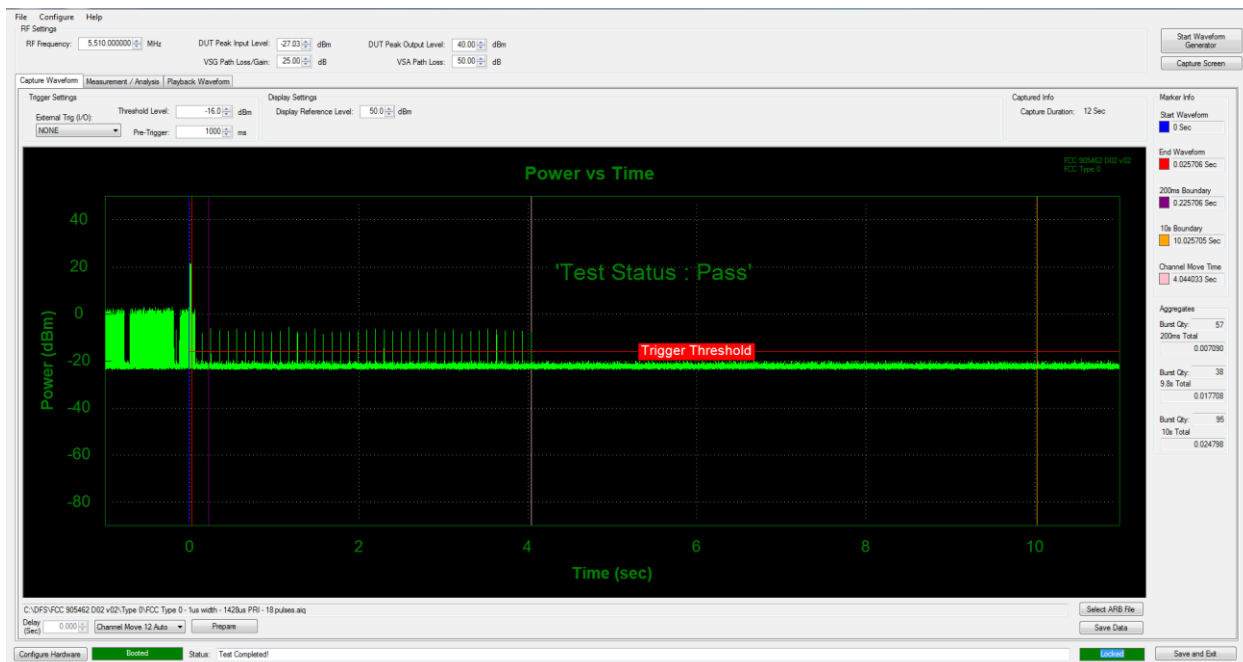 File Configure Help
RF Settings
RF Frequency: 5,510.000000 MHz DUT Peak Input Level: -27.03 dBm DUT Peak Output Level: 40.00 dBm
VSG Path Loss/Gain: 25.00 dB VSA Path Loss: 50.00 dB
Start Waveform Generator
Capture Screen
Capture Waveform Measurement / Analysis Playback Waveform
Trigger Settings
External Trig (I/O):
NONE
Threshold Level: -16.0 dBm
Pre-Trigger: 1000 ms
Display Settings
Display Reference Level: 50.0 dBm
Captured Info
Capture Duration: 12 Sec
Power vs Time
FCC 905462 D02 v02
FCC Type 0
'Test Status : Pass'
Trigger Threshold
Power (dBm)
40
20
0
-20
-40
-60
-80
0 2 4 6 8 10
Time (sec)
Marker Info
Start Waveform
0 Sec
End Waveform
0.025706 Sec
200ms Boundary
0.225706 Sec
10s Boundary
10.025705 Sec
Channel Move Time
4.044033 Sec
Aggregates
Burst Qty: 57
200ms Total
0.007090
Burst Qty: 38
9.8s Total
0.017708
Burst Qty: 95
10s Total
0.024798
C:\DFS\FCC 905462 D02 v02\Type 0\FCC Type 0 - 1us width - 1428us PRI - 18 pulses.aiq
Select ARB File
Delay (Sec) 0.000 Channel Move 12 Auto Prepare
Save Data
Configure Hardware Booted Status: Test Completed! Locked Save and Exit